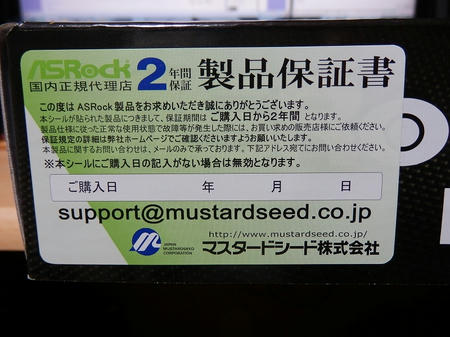 ASRock
国内正規代理店
2年間保証
製品保証書
この度は ASRock 製品をお求めいただき誠にありがとうございます。
本シールが貼られた製品につきまして、保証期間は ご購入日から2年間 となります。
製品仕様に従った正常な使用状態で故障等が発生した際には、お買い求めの販売店様にご依頼ください。
保証規定の詳細は弊社ホームページでご確認くださいますようお願いいたします。
本製品に関するお問い合わせは、メールのみで承っております、下記アドレス宛てにお問い合わせください。
※本シールにご購入日の記入がない場合は無効となります。
ご購入日 年 月 日
support@mustardseed.co.jp
JAPAN
MUSTARDSEED
CORPORATION
http://www.mustardseed.co.jp/
マスタードシード株式会社